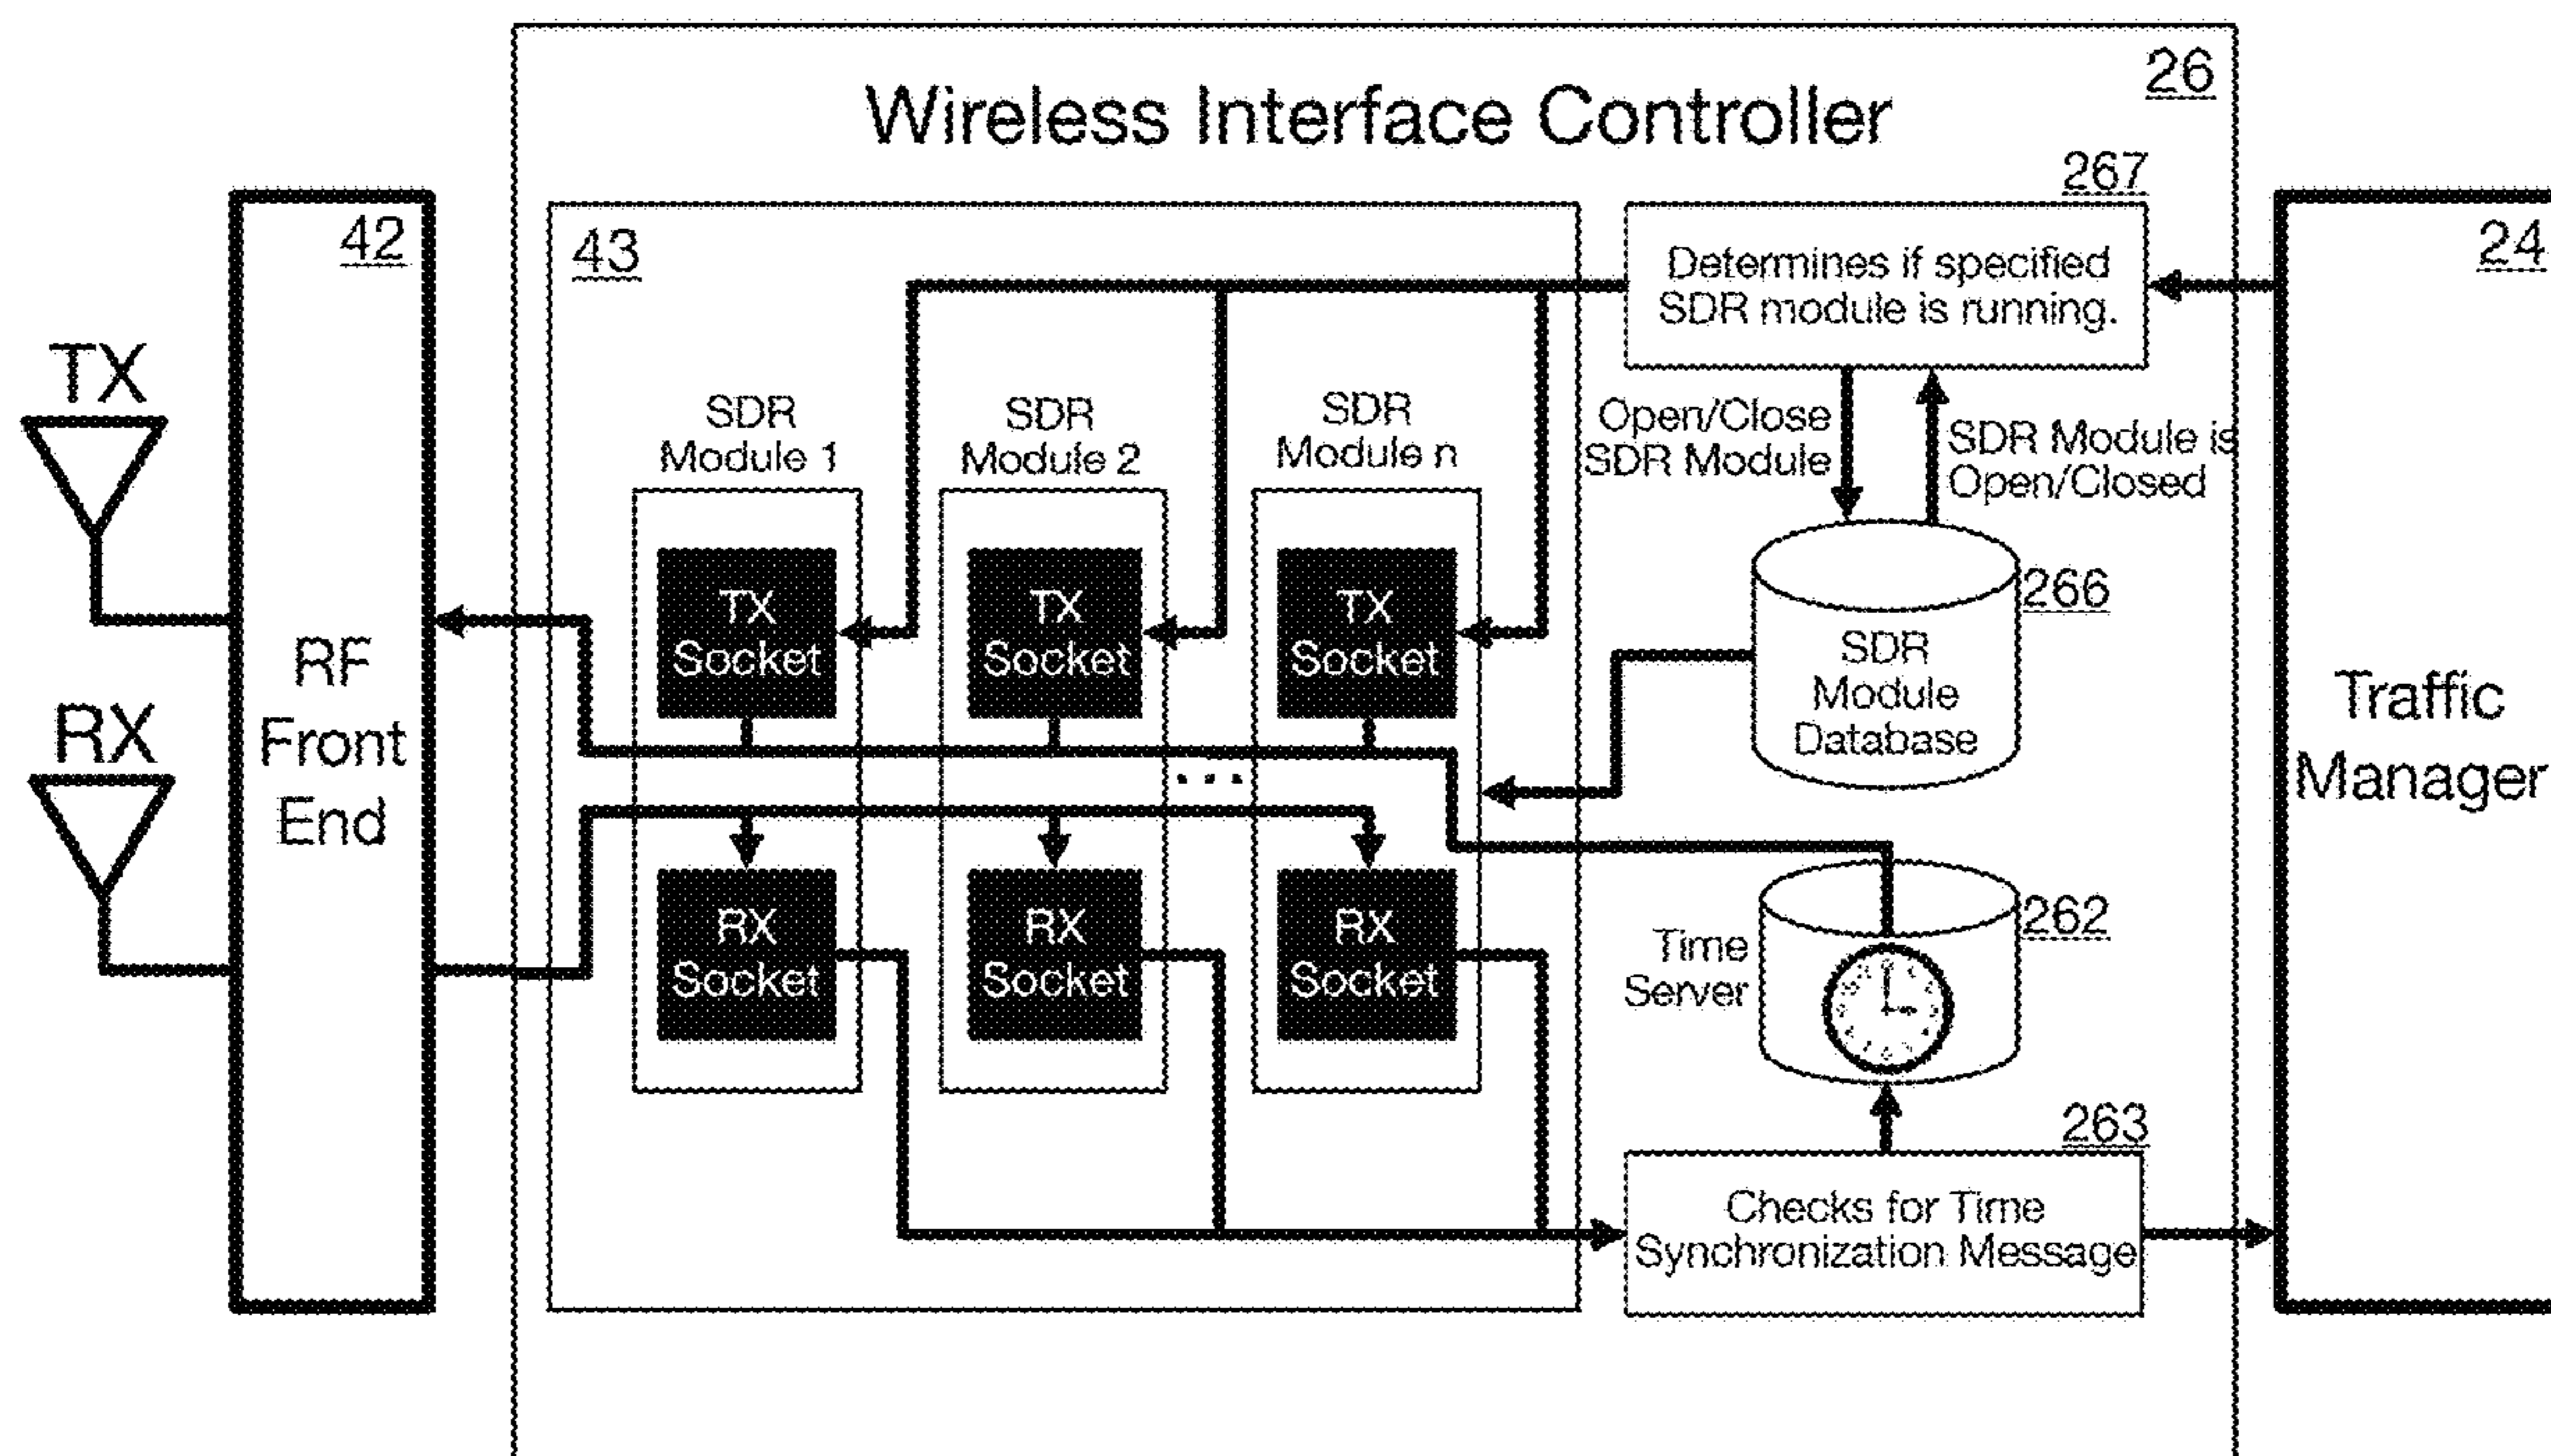 26
Wireless Interface Controller
267
42
43
24
Determines if specified
SDR module is running.
TX
RX
RF
Front
End
SDR
Module 1
SDR
Module 2
SDR
Module n
Open/Close
SDR Module
SDR Module is
Open/Closed
TX
Socket
TX
Socket
TX
Socket
266
SDR
Module
Database
Traffic
Manager
...
RX
Socket
RX
Socket
RX
Socket
Time
Server
262
263
Checks for Time
Synchronization Message